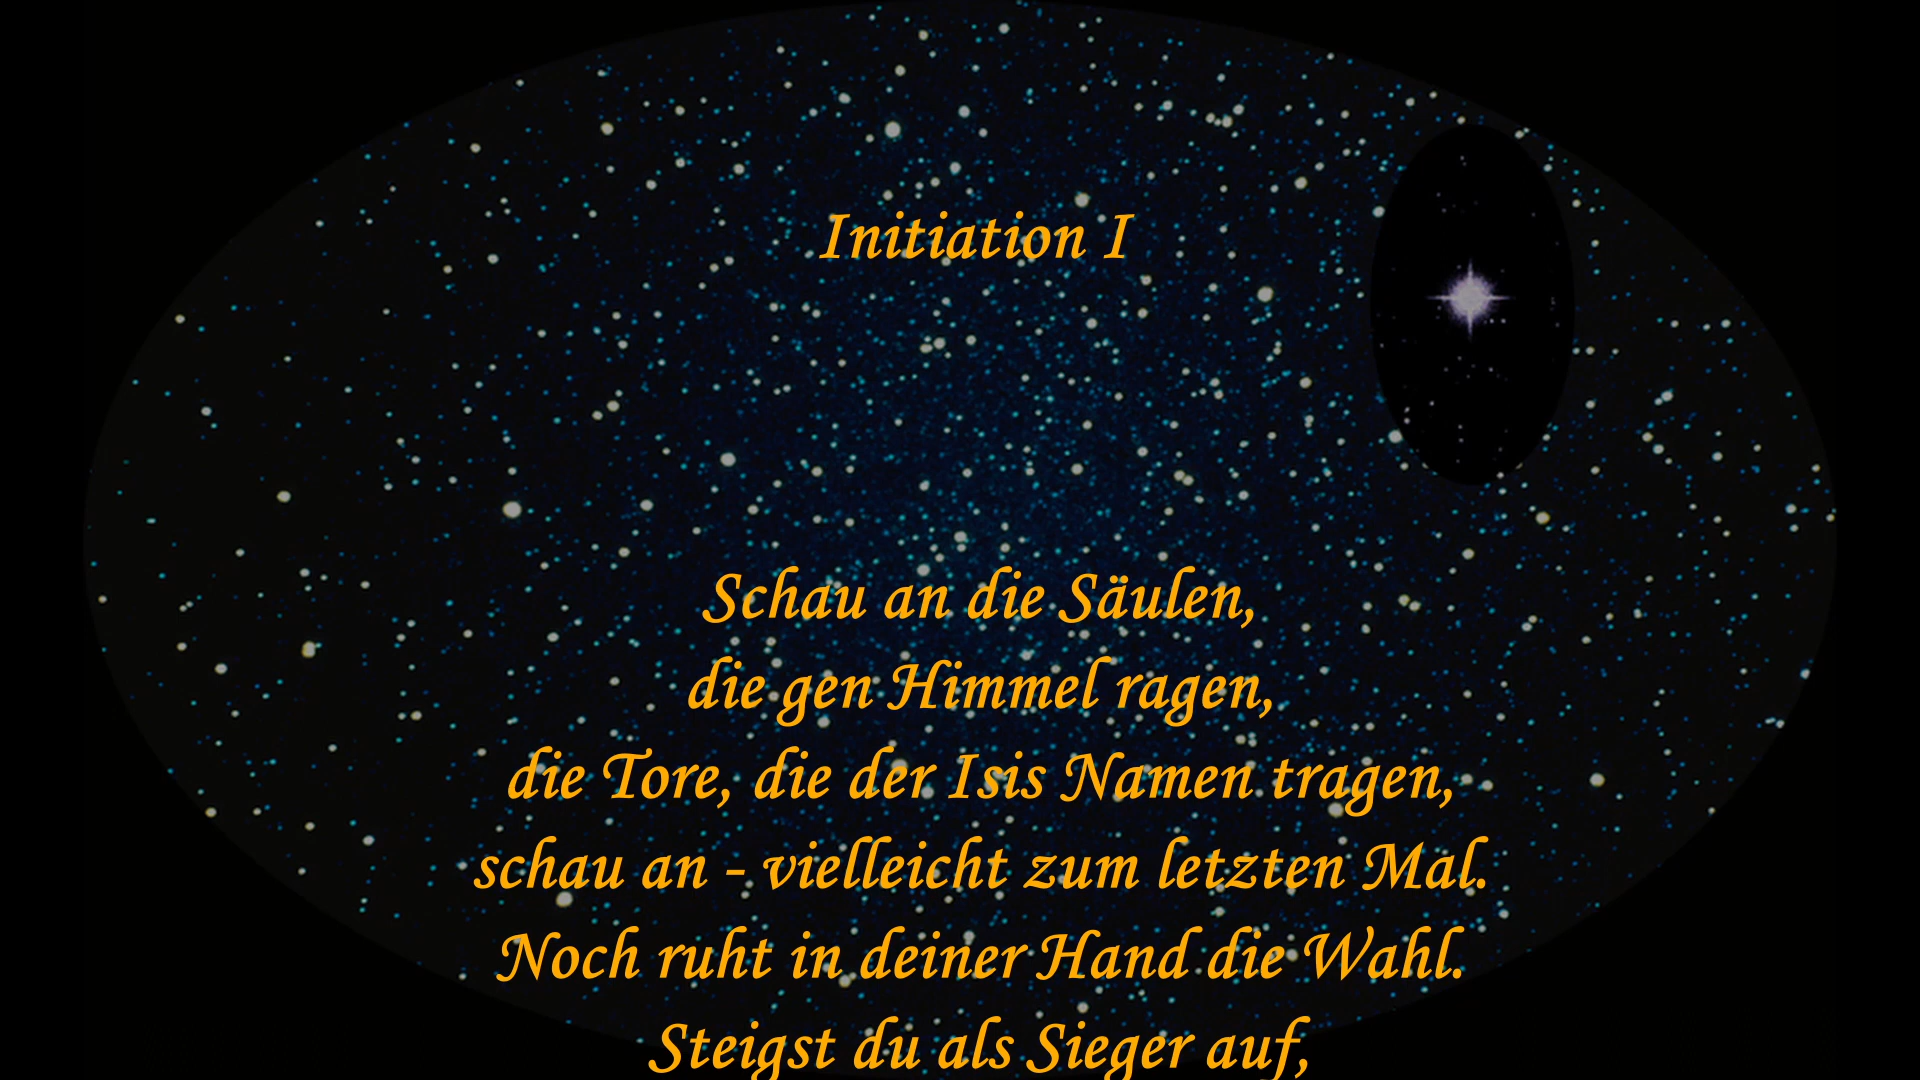 Initiation I
Schau an die Säulen,
die gen Himmel ragen,
die Tore, die der Isis Namen tragen,
schau an - vielleicht zum letzten Mal.
Noch ruht in deiner Hand die Wahl.
Steigst du als Sieger auf,